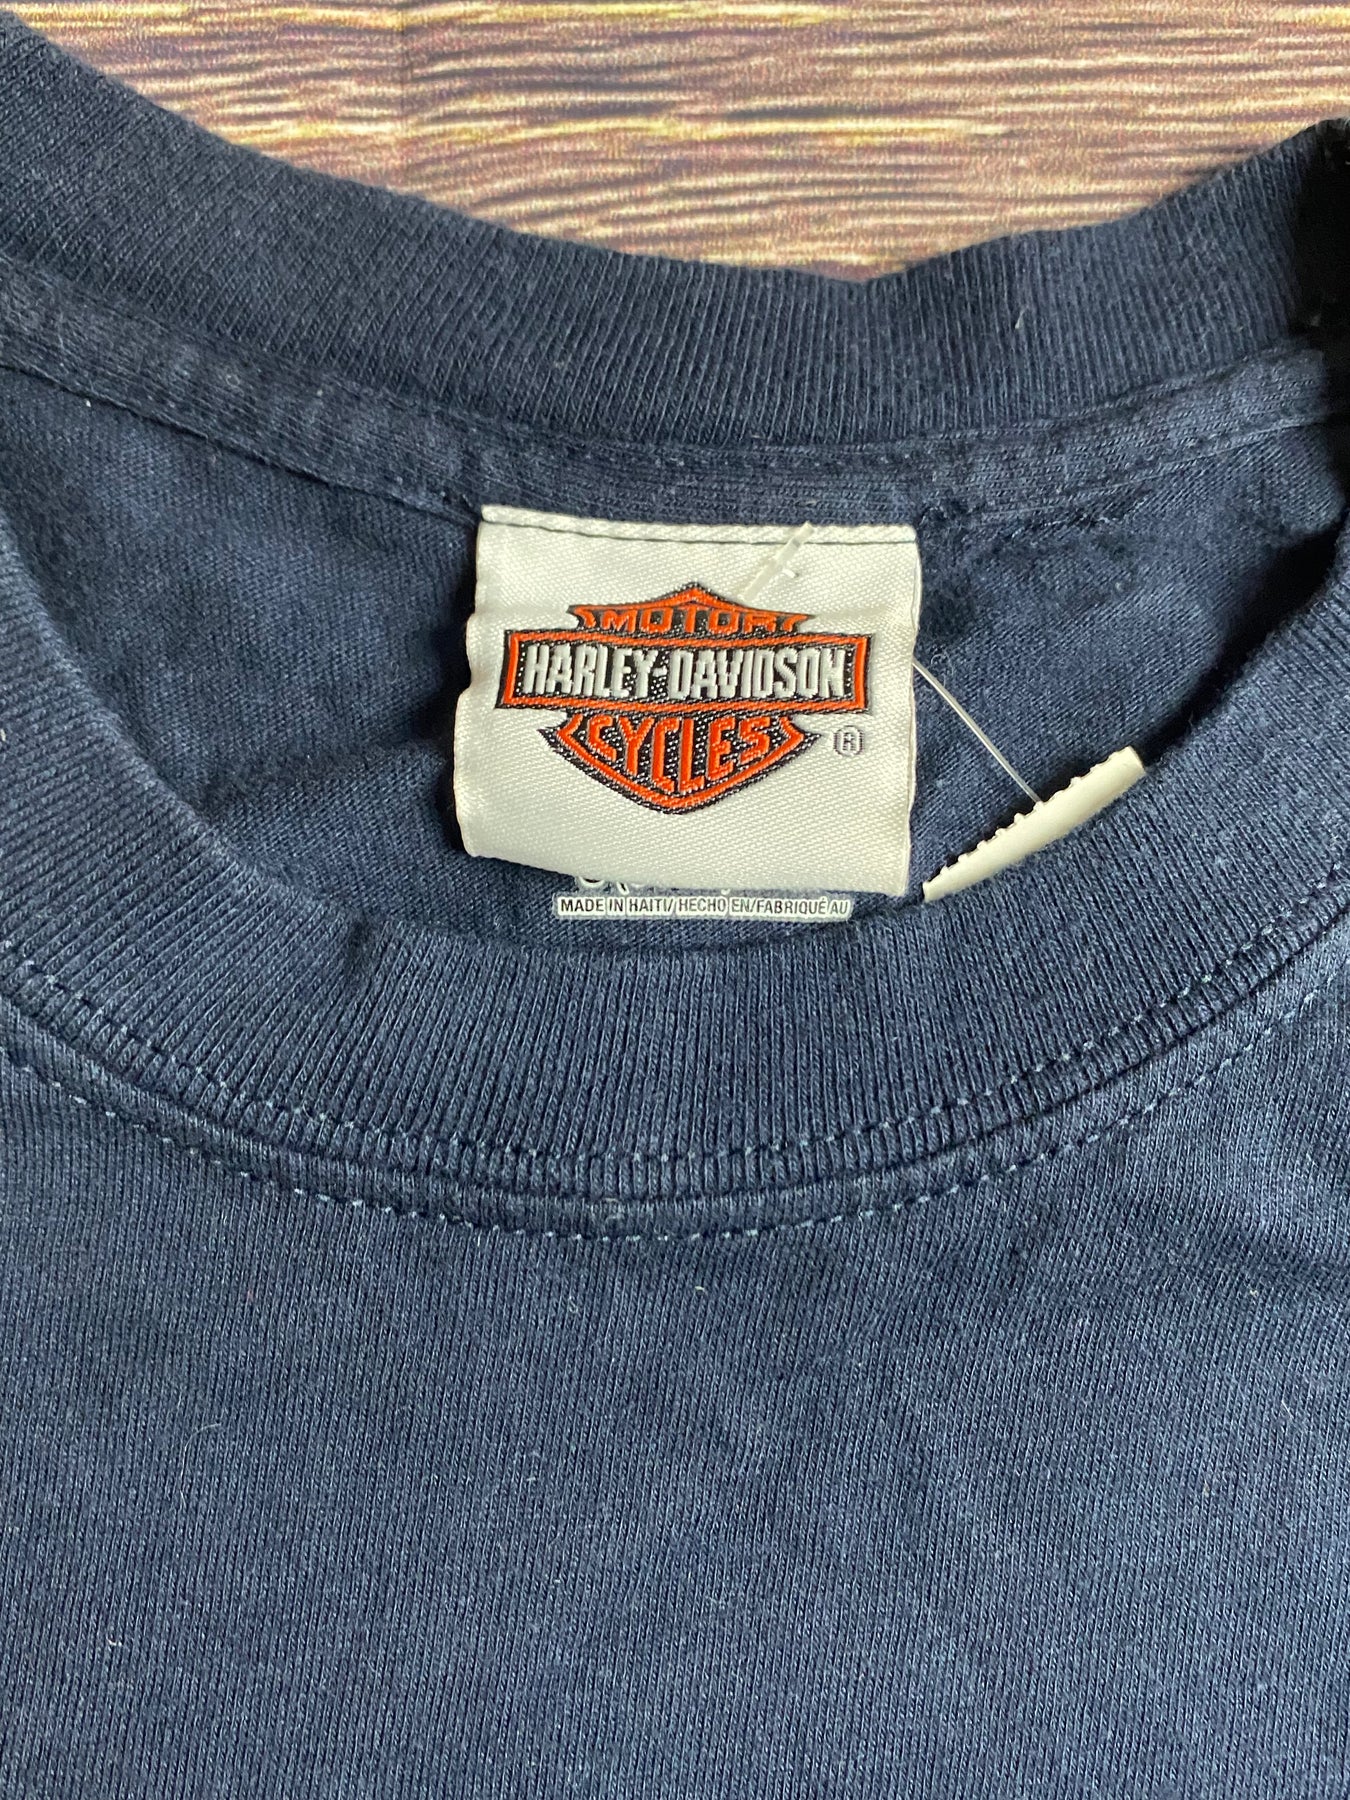 MOTOR
HARLEY-DAVIDSON
CYCLES
®
MADE IN HAITI/ HECHO EN/FABRIQUÉ AU